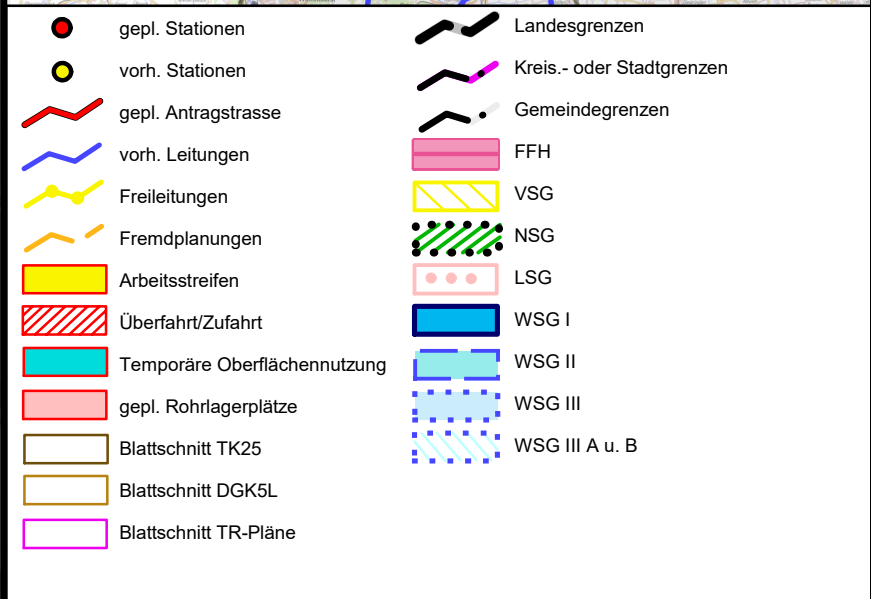 gepl. Stationen
vorh. Stationen
gepl. Antragstrasse
vorh. Leitungen
Freileitungen
Fremdplanungen
Arbeitsstreifen
Überfahrt/Zufahrt
Temporäre Oberflächennutzung
gepl. Rohrlagerplätze
Blattschnitt TK25
Blattschnitt DGK5L
Blattschnitt TR-Pläne
Landesgrenzen
Kreis.- oder Stadtgrenzen
Gemeindegrenzen
FFH
VSG
NSG
LSG
WSG I
WSG II
WSG III
WSG III A u. B